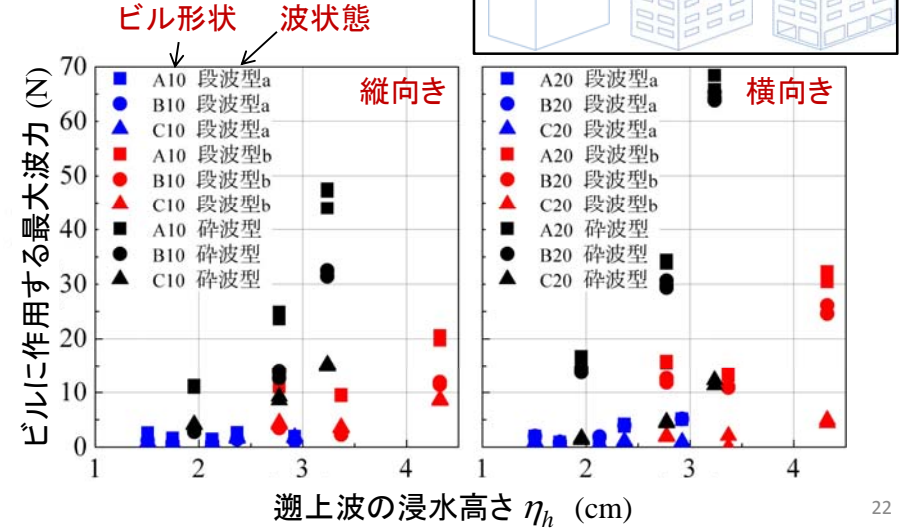 ビル形状 波状態
ビルに作用する最大波力 (N)
70
60
50
40
30
20
10
0
A10 段波型a
B10 段波型a
C10 段波型a
A10 段波型b
B10 段波型b
C10 段波型b
A10 砕波型
B10 砕波型
C10 砕波型
縦向き
1 2 3 4
A20 段波型a
B20 段波型a
C20 段波型a
A20 段波型b
B20 段波型b
C20 段波型b
A20 砕波型
B20 砕波型
C20 砕波型
横向き
1 2 3 4
遡上波の浸水高さ ηh (cm)
22